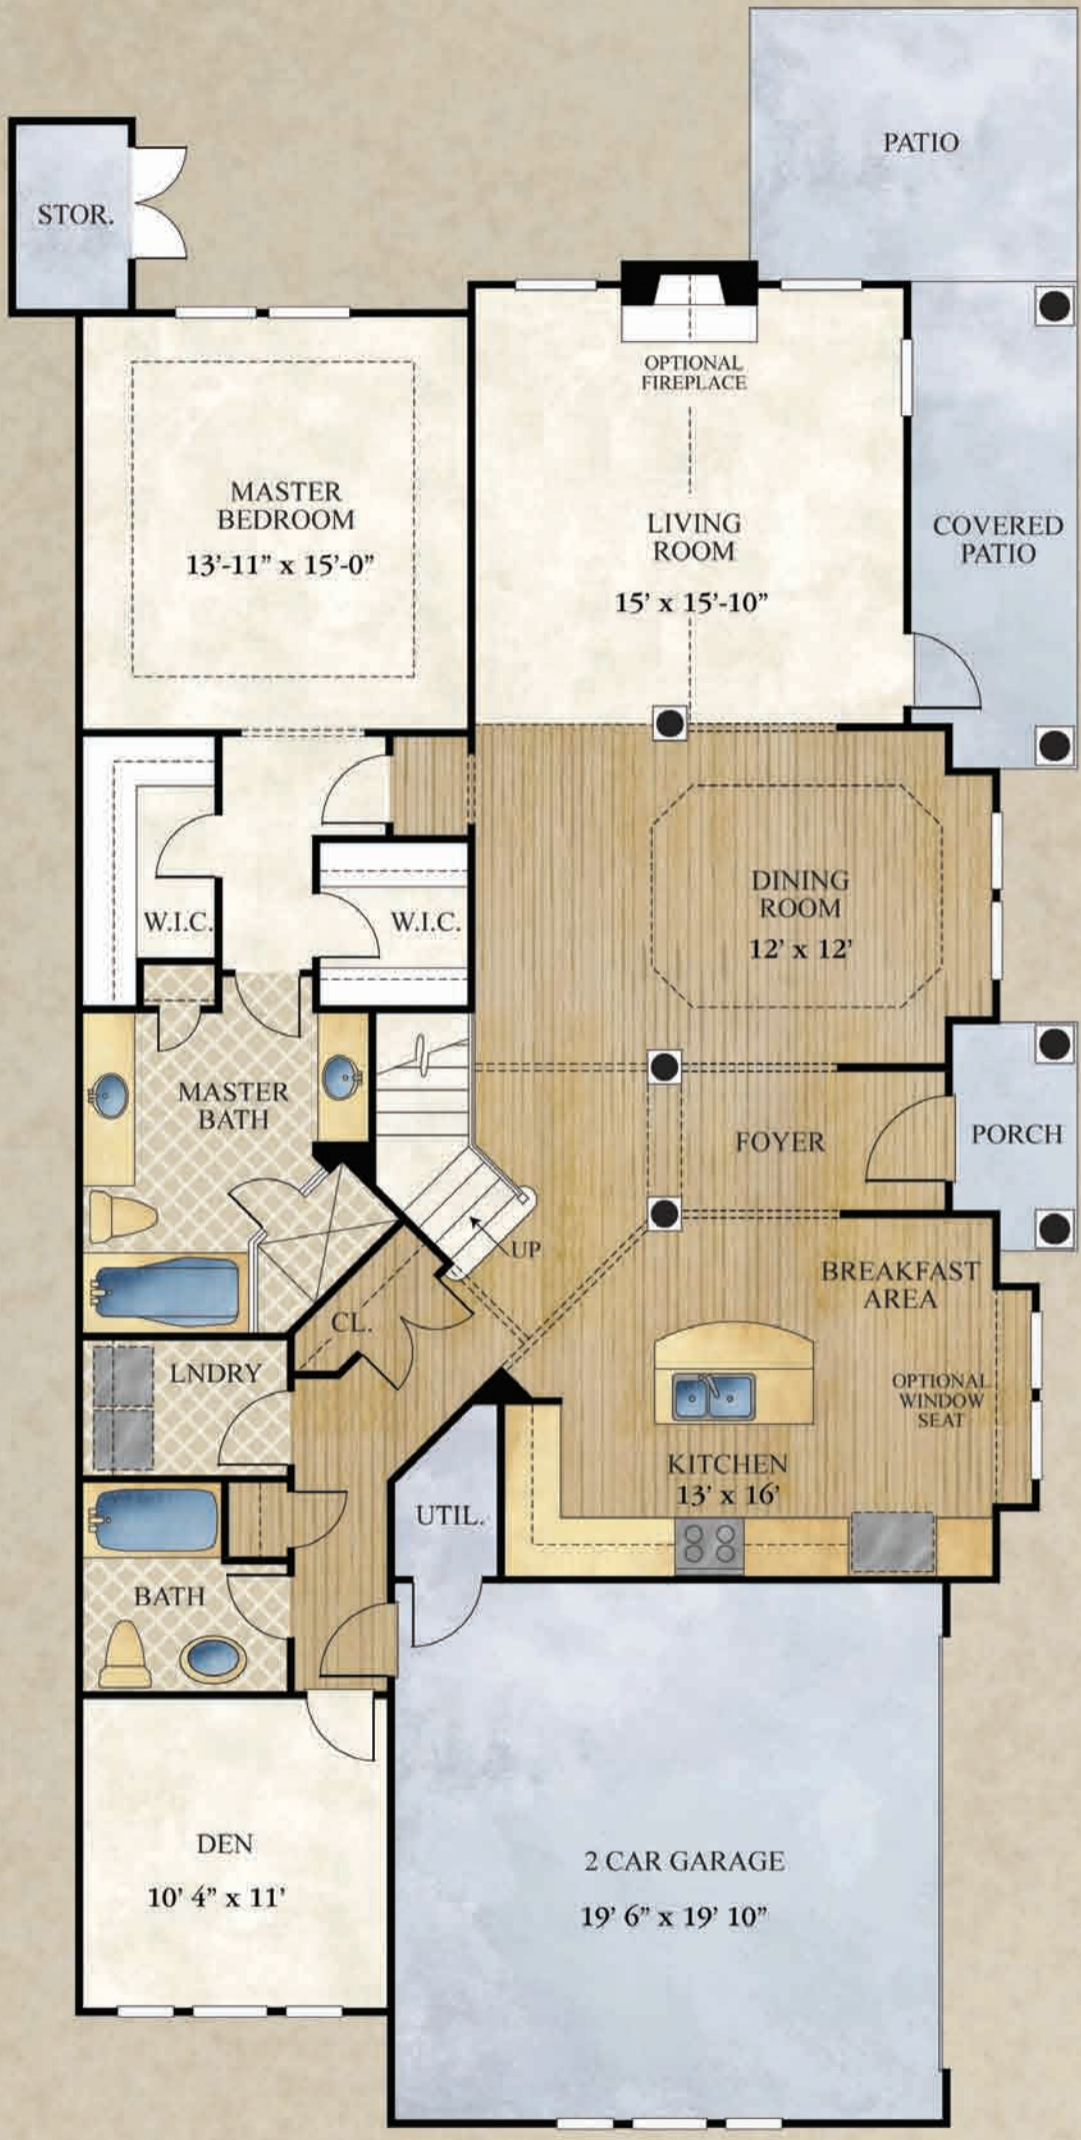 PATIO
STOR.
OPTIONAL
FIREPLACE
MASTER
BEDROOM
13'-11" x 15'-0"
LIVING
ROOM
15' x 15'-10"
COVERED
PATIO
W.I.C.
W.I.C.
DINING
ROOM
12' x 12'
MASTER
BATH
FOYER
PORCH
UP
BREAKFAST
AREA
CL.
LNDRY
OPTIONAL
WINDOW
SEAT
KITCHEN
13' x 16'
UTIL.
BATH
DEN
10' 4" x 11'
2 CAR GARAGE
19' 6" x 19' 10"